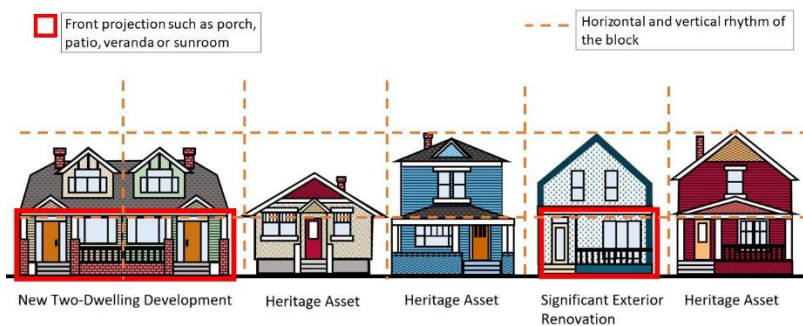 Front projection such as porch,
patio, veranda or sunroom
Horizontal and vertical rhythm of
the block
New Two-Dwelling Development
Heritage Asset
Heritage Asset
Significant Exterior
Renovation
Heritage Asset